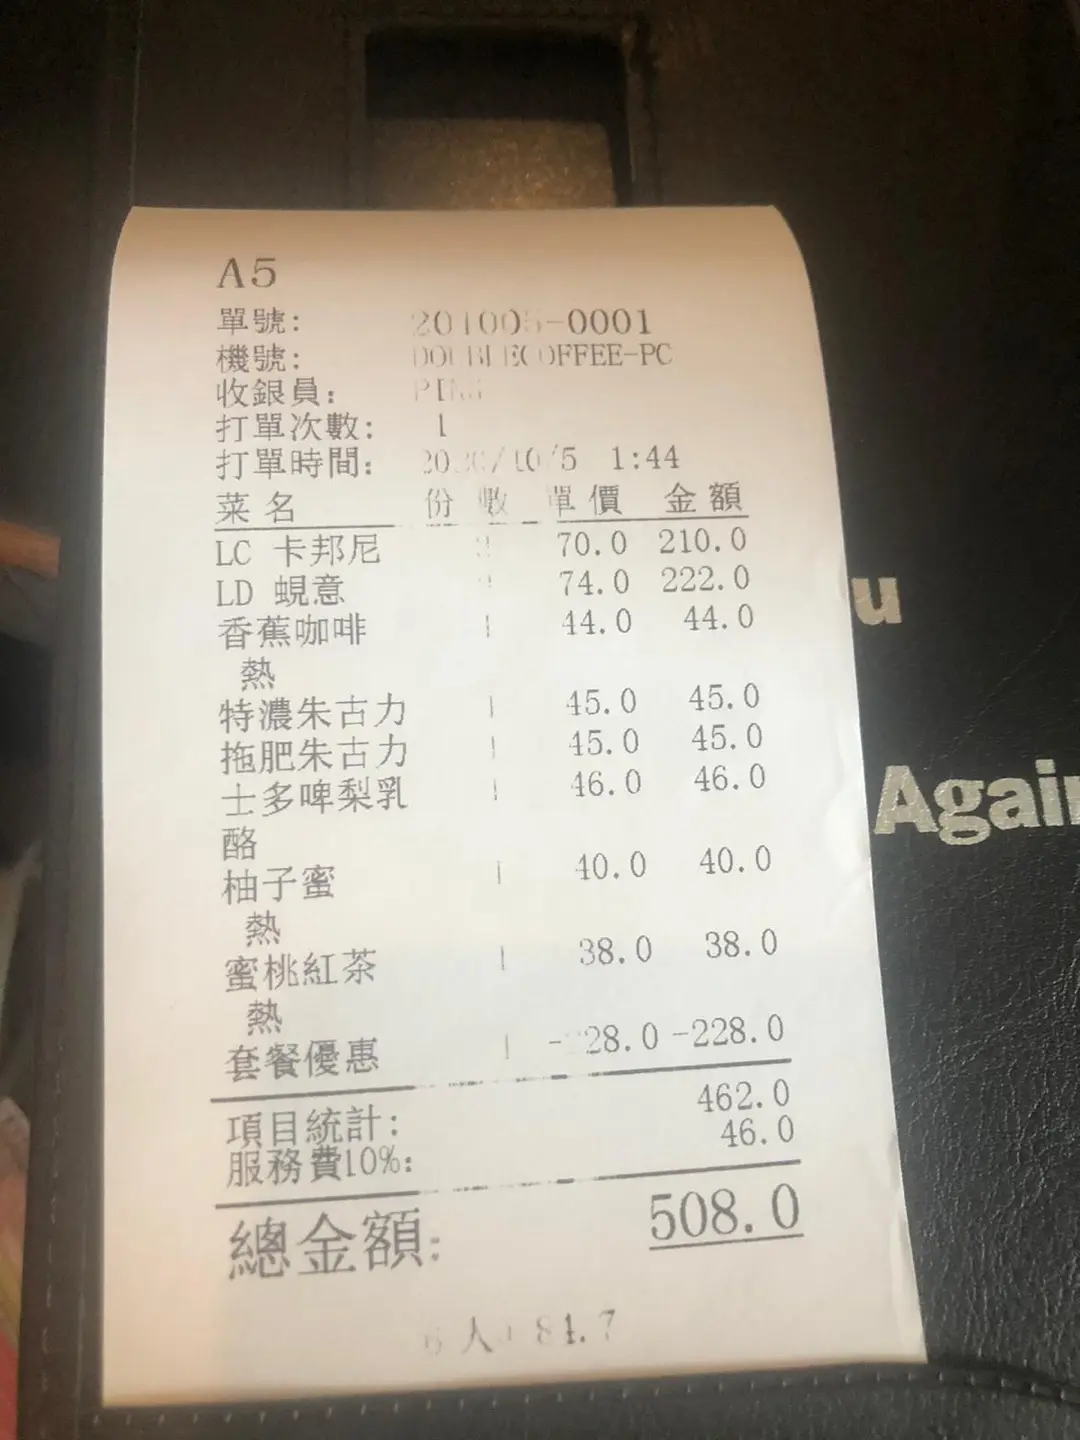 A5
單號: 201005-0001
機號: DOUBLECOFFEE-PC
收銀員:
打單次數: 1
打單時間: 2020/10/5 1:44
菜名 份數 單價 金額
LC 卡邦尼 70.0 210.0
LD 蜆意 74.0 222.0
香蕉咖啡 1 44.0 44.0
熱
特濃朱古力 1 45.0 45.0
拖肥朱古力 1 45.0 45.0
士多啤梨乳 1 46.0 46.0
酪
柚子蜜 1 40.0 40.0
熱
蜜桃紅茶 1 38.0 38.0
熱
套餐優惠 1 -228.0 -228.0
項目統計: 462.0
服務費10%: 46.0
總金額: 508.0
6 人: 84.7
u
Again